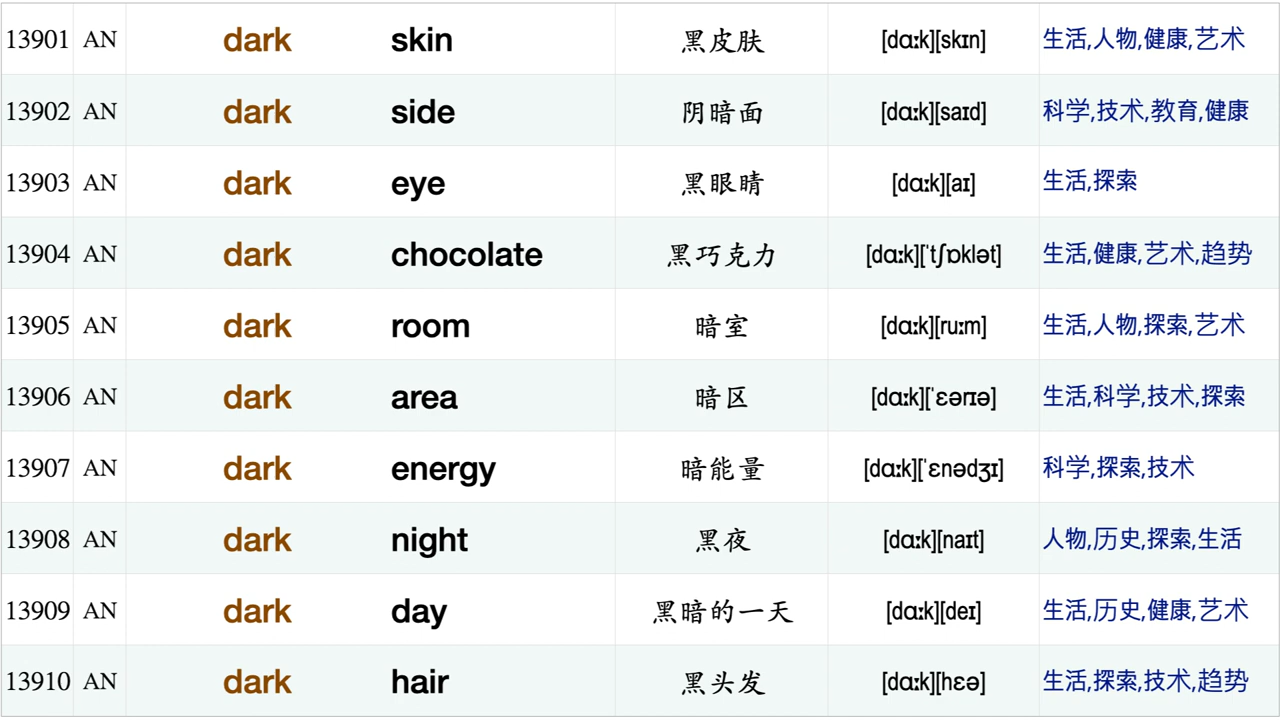 13901 AN dark skin 黑皮肤 [dɑːk][skɪn] 生活,人物,健康,艺术
13902 AN dark side 阴暗面 [dɑːk][saɪd] 科学,技术,教育,健康
13903 AN dark eye 黑眼睛 [dɑːk][aɪ] 生活,探索
13904 AN dark chocolate 黑巧克力 [dɑːk][ˈtʃɒklət] 生活,健康,艺术,趋势
13905 AN dark room 暗室 [dɑːk][ruːm] 生活,人物,探索,艺术
13906 AN dark area 暗区 [dɑːk][ˈɛərɪə] 生活,科学,技术,探索
13907 AN dark energy 暗能量 [dɑːk][ˈɛnədʒɪ] 科学,探索,技术
13908 AN dark night 黑夜 [dɑːk][naɪt] 人物,历史,探索,生活
13909 AN dark day 黑暗的一天 [dɑːk][deɪ] 生活,历史,健康,艺术
13910 AN dark hair 黑头发 [dɑːk][hɛə] 生活,探索,技术,趋势